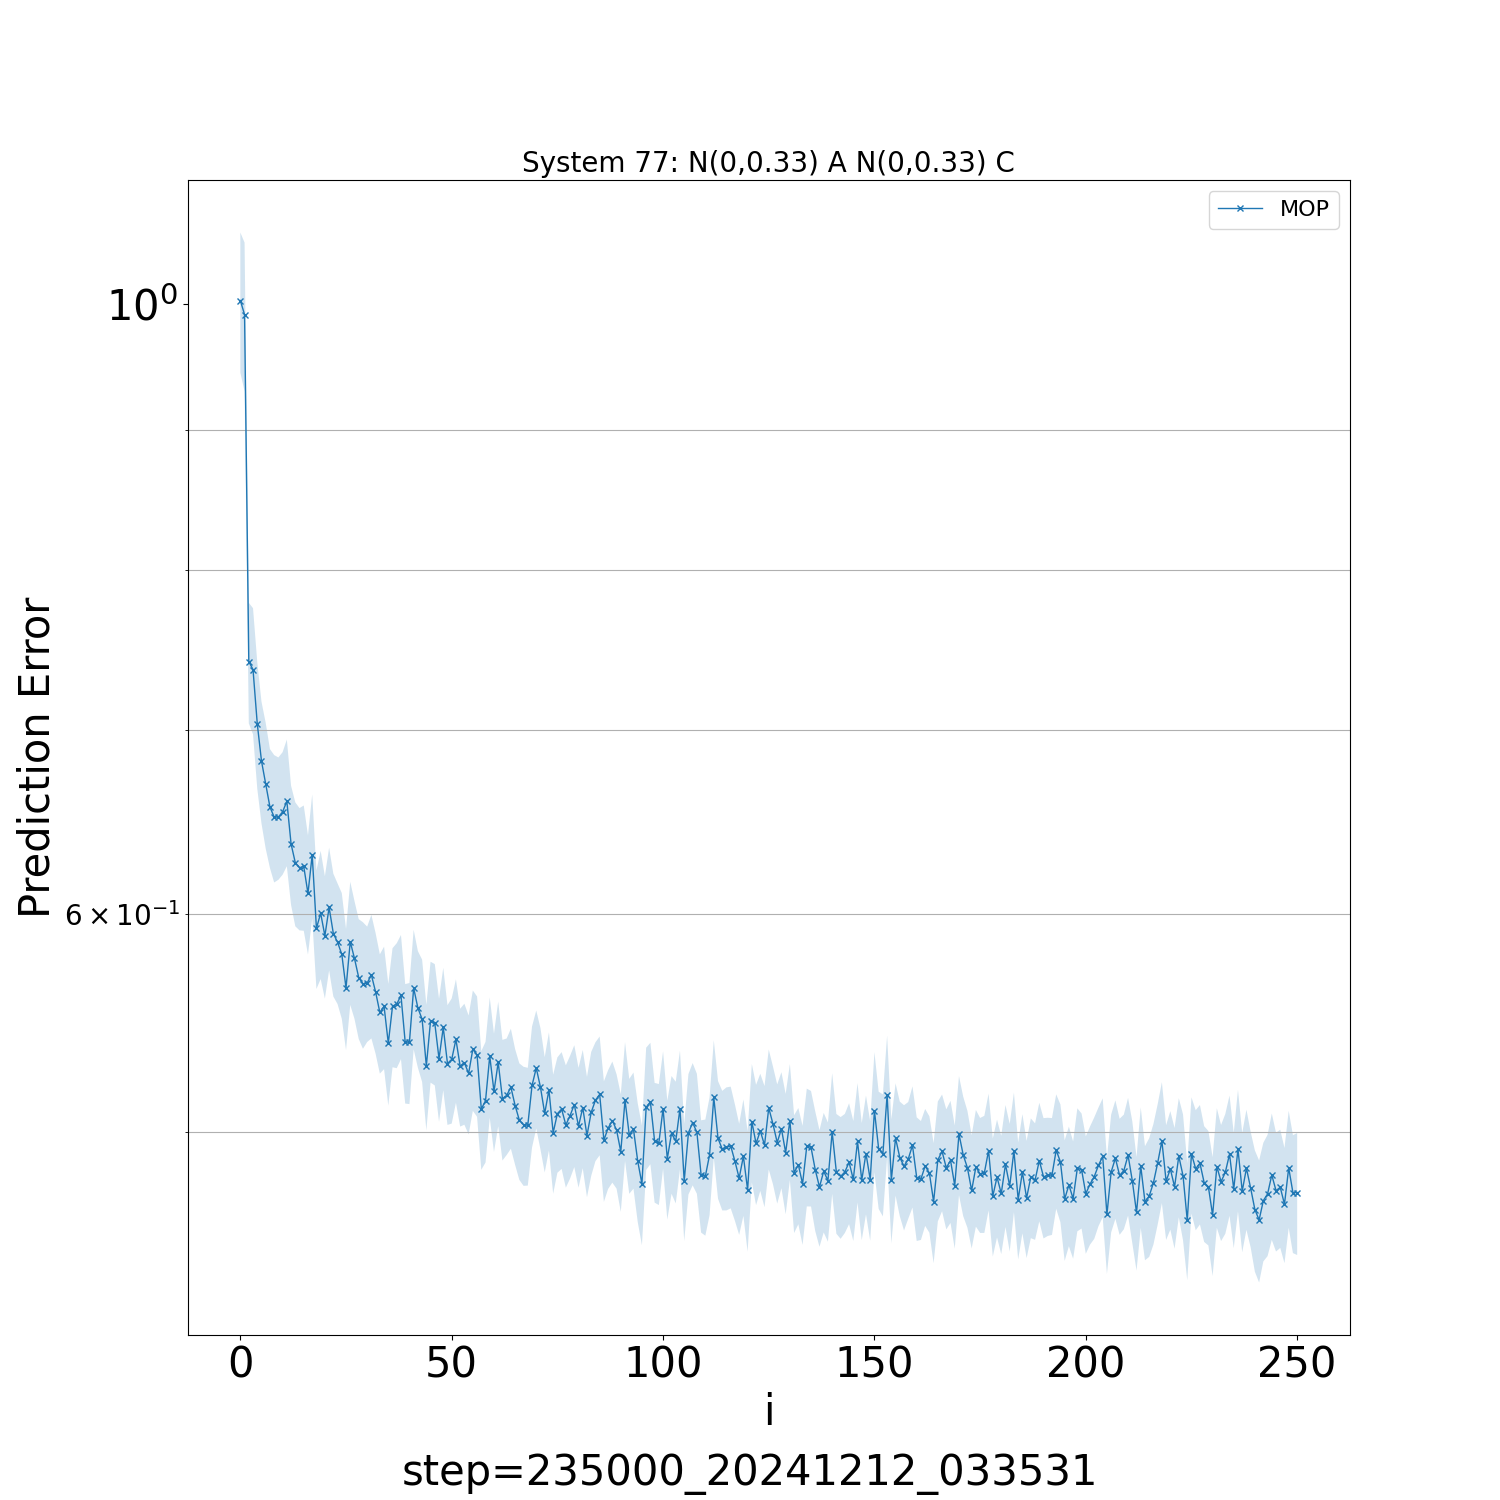 System 77: N(0,0.33) A N(0,0.33) C
MOP
10⁰
Prediction Error
6 × 10⁻¹
0 50 100 150 200 250
i
step=235000_20241212_033531